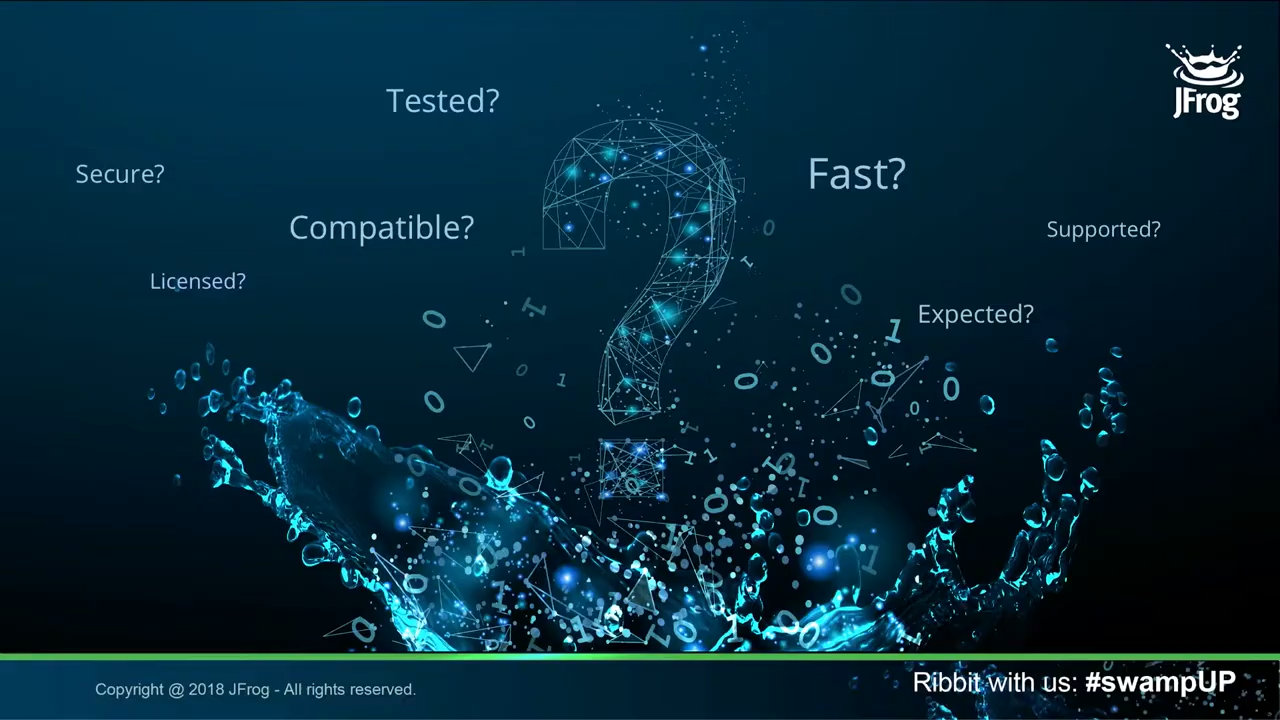 Tested?
JFrog
Secure?
Fast?
Compatible?
Supported?
Licensed?
Expected?
Copyright @ 2018 JFrog - All rights reserved.
Ribbit with us: #swampUP